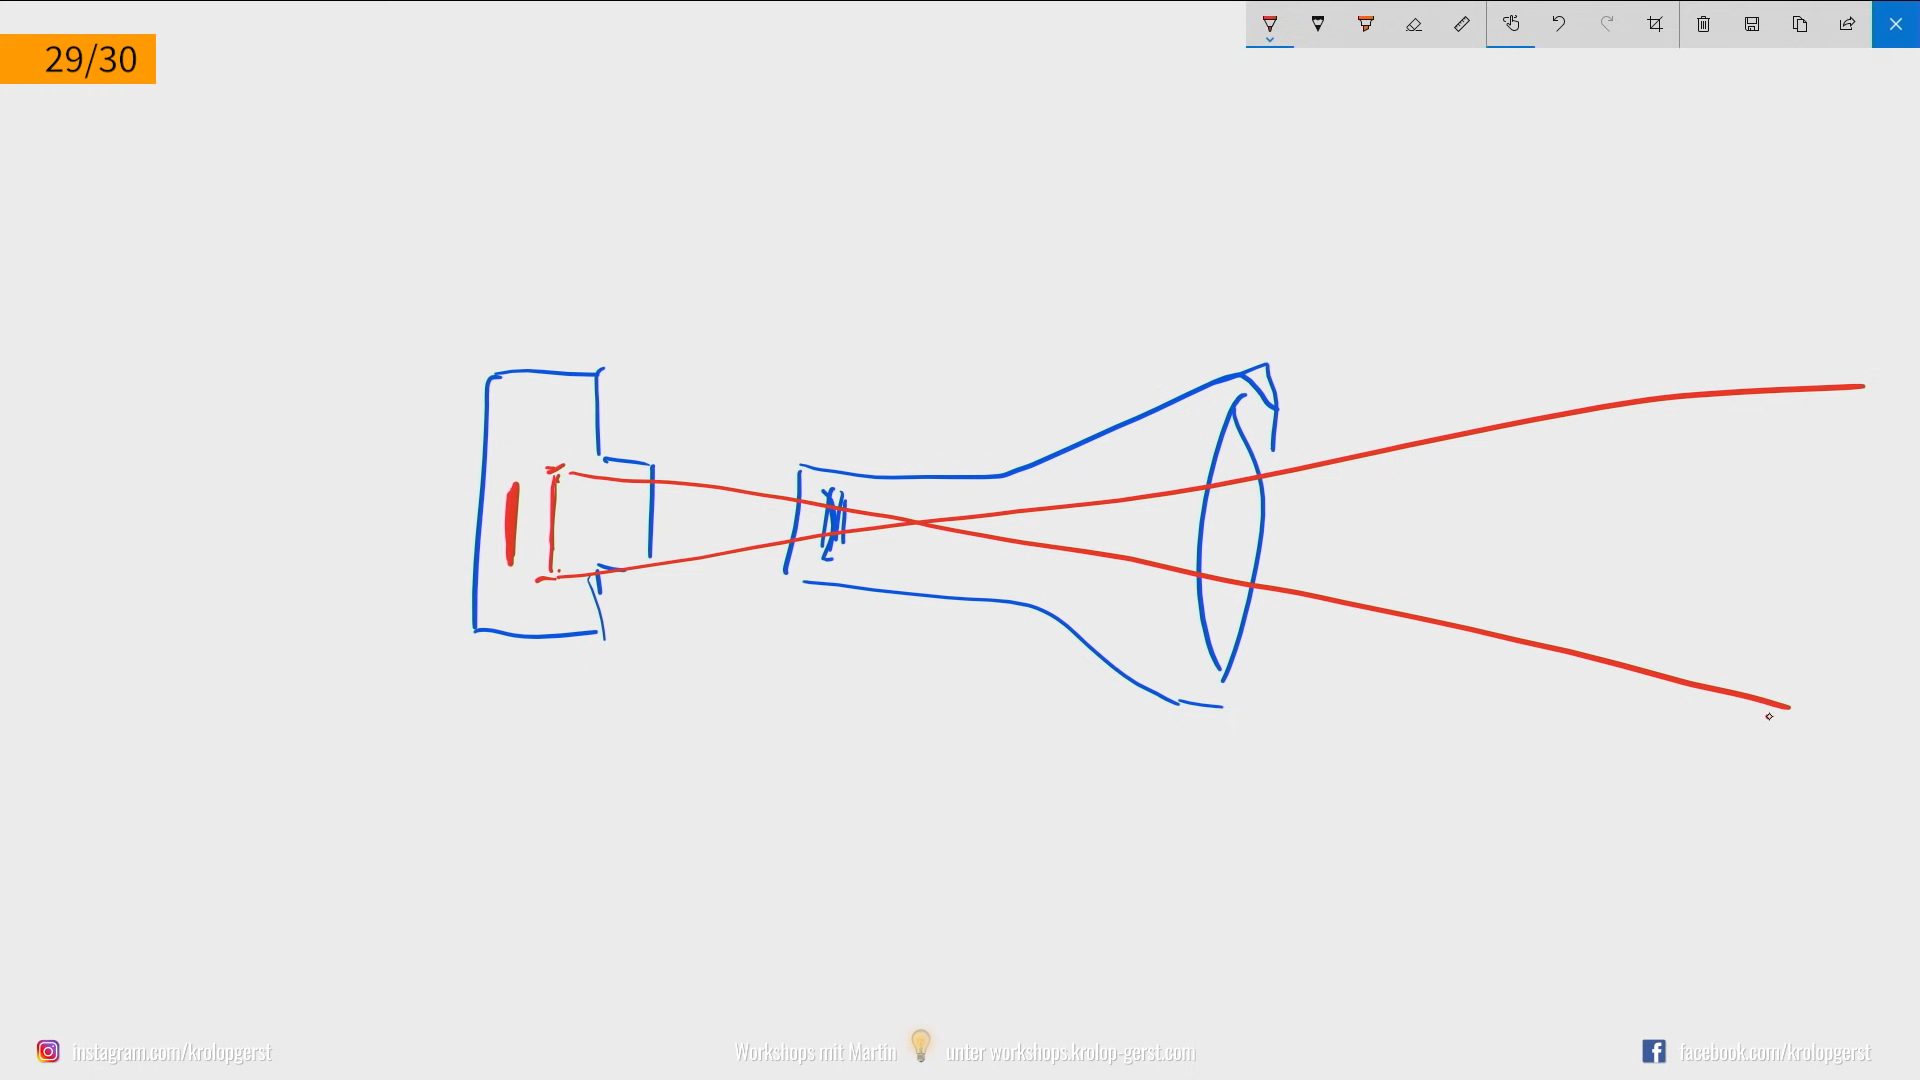 29/30
instagram.com/krolopgerst
Workshops mit Martin unter workshops.krolop-gerst.com
facebook.com/krolopgerst